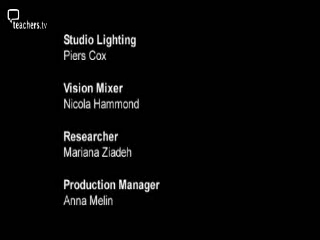 teachers.tv
Studio Lighting
Piers Cox
Vision Mixer
Nicola Hammond
Researcher
Mariana Ziadeh
Production Manager
Anna Melin